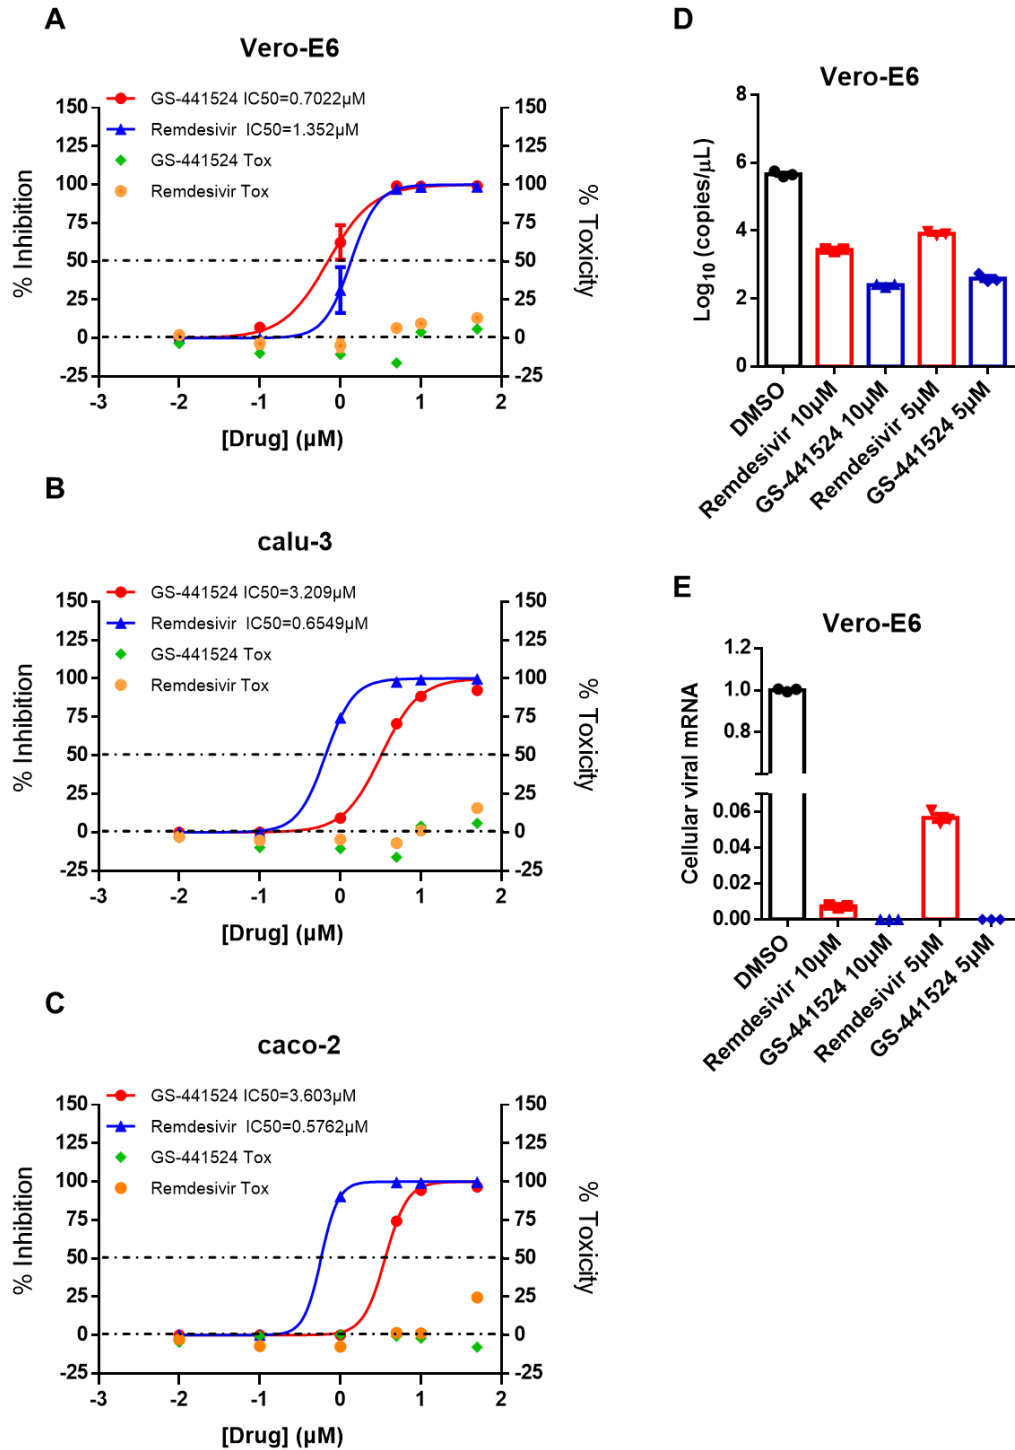 A
Vero-E6
GS-441524 IC50=0.7022µM
Remdesivir IC50=1.352µM
GS-441524 Tox
Remdesivir Tox
150 150
125 125
100 100
75 75
50 50
25 25
0 0
-25 -25
% Inhibition
% Toxicity
-3 -2 -1 0 1 2
[Drug] (µM)
B
calu-3
GS-441524 IC50=3.209µM
Remdesivir IC50=0.6549µM
GS-441524 Tox
Remdesivir Tox
150 150
125 125
100 100
75 75
50 50
25 25
0 0
-25 -25
% Inhibition
% Toxicity
-3 -2 -1 0 1 2
[Drug] (µM)
C
caco-2
GS-441524 IC50=3.603µM
Remdesivir IC50=0.5762µM
GS-441524 Tox
Remdesivir Tox
150 150
125 125
100 100
75 75
50 50
25 25
0 0
-25 -25
% Inhibition
% Toxicity
-3 -2 -1 0 1 2
[Drug] (µM)
D
Vero-E6
8
6
4
2
0
Log10 (copies/µL)
DMSO
Remdesivir 10µM
GS-441524 10µM
Remdesivir 5µM
GS-441524 5µM
E
Vero-E6
1.2
1.0
0.8
0.06
0.04
0.02
0.00
Cellular viral mRNA
DMSO
Remdesivir 10µM
GS-441524 10µM
Remdesivir 5µM
GS-441524 5µM